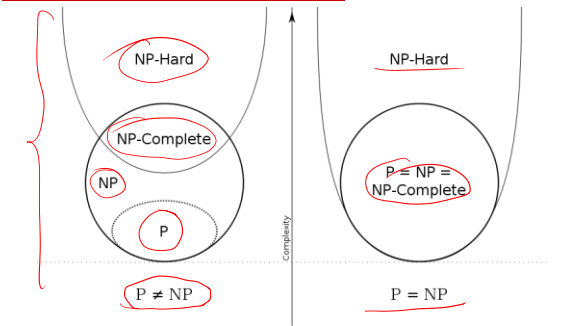 NP-Hard
NP-Complete
NP
P
P ≠ NP
Complexity
NP-Hard
P = NP =
NP-Complete
P = NP